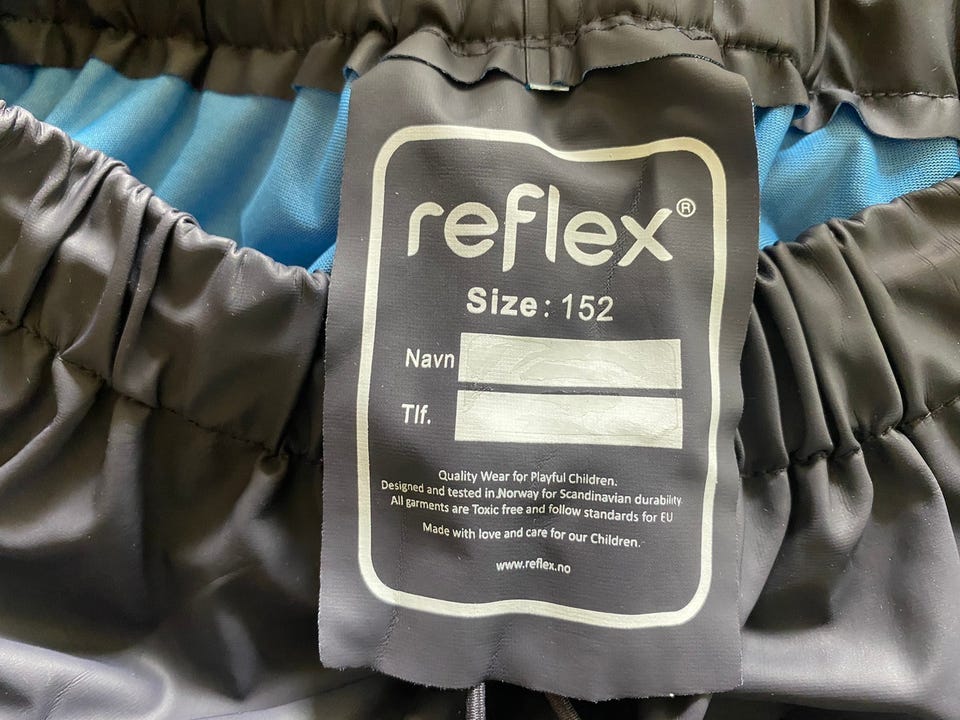 reflex®
Size: 152
Navn
Tlf.
Quality Wear for Playful Children.
Designed and tested in Norway for Scandinavian durability
All garments are Toxic free and follow standards for EU
Made with love and care for our Children.
www.reflex.no